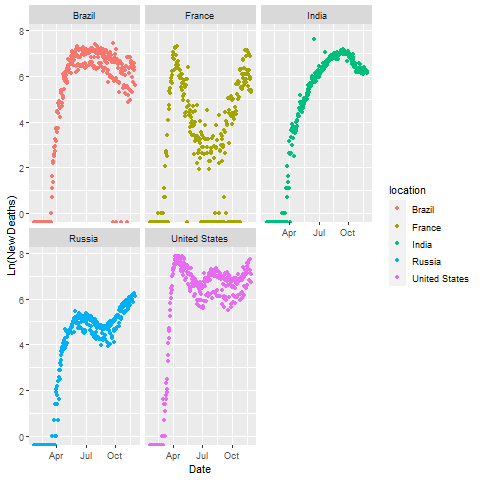 Brazil
France
India
8
6
4
2
0
Apr
Jul
Oct
Russia
United States
8
6
4
2
0
Apr
Jul
Oct
Apr
Jul
Oct
Ln(NewDeaths)
Date
location
Brazil
France
India
Russia
United States